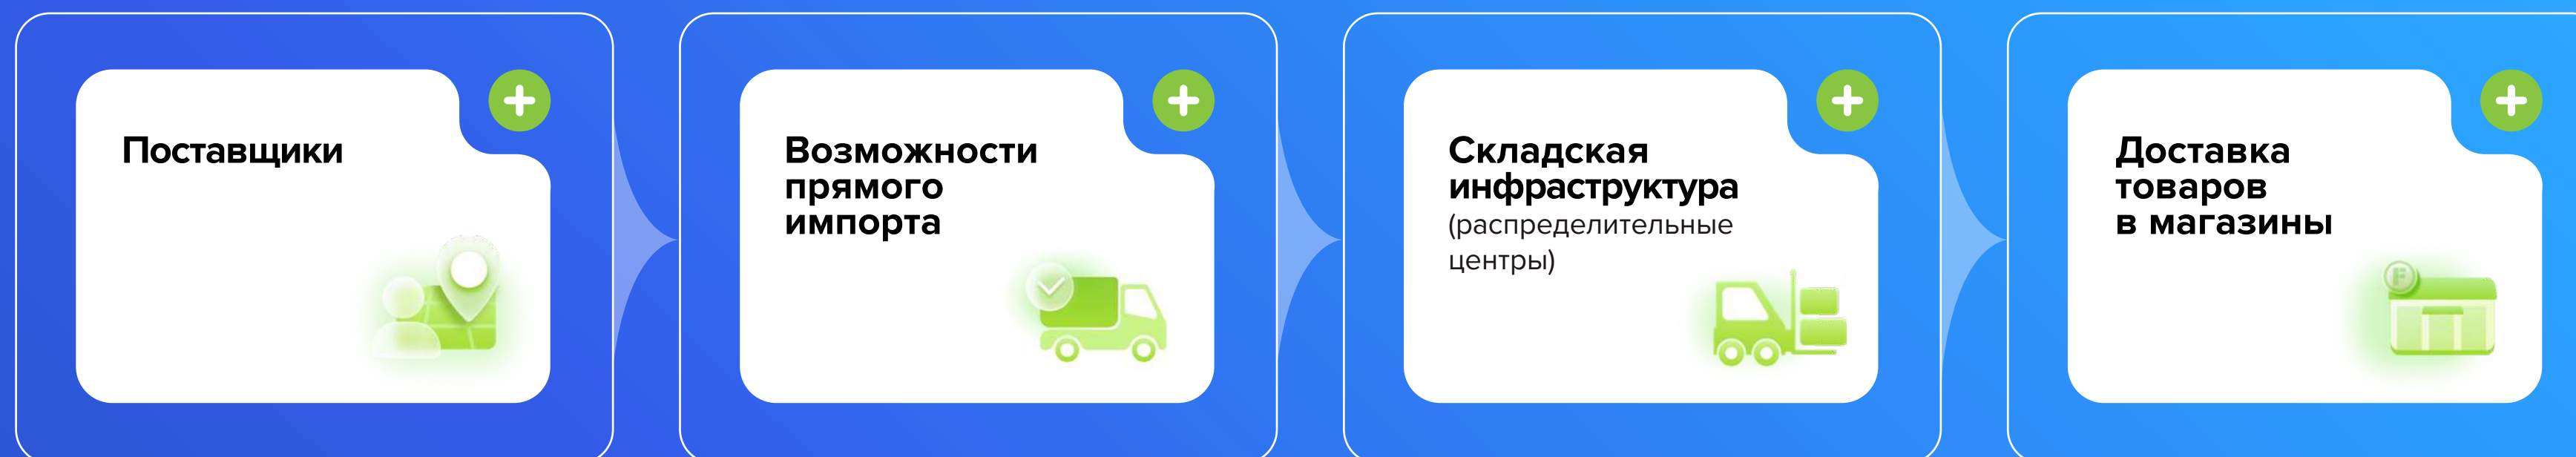 Поставщики
Возможности
прямого
импорта
Складская
инфраструктура
(распределительные
центры)
Доставка
товаров
в магазины
F